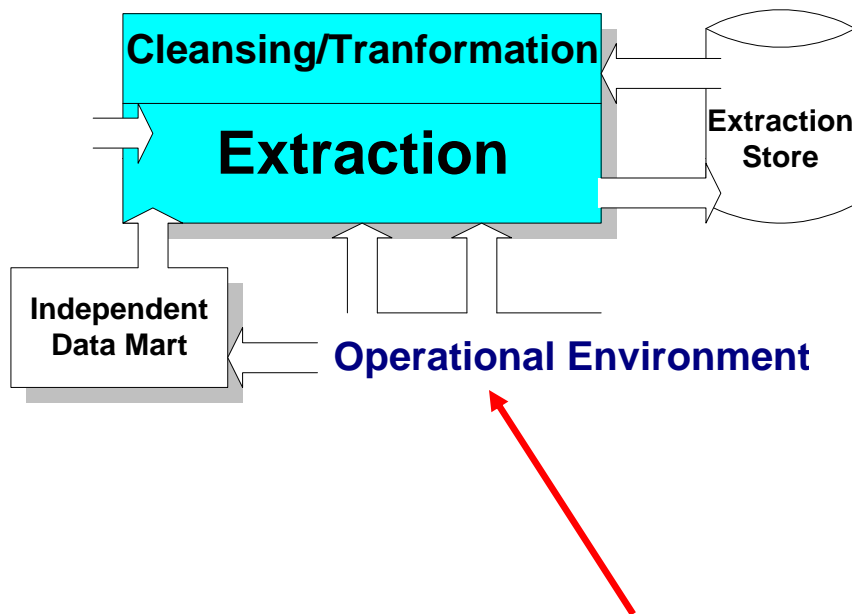 Cleansing/Tranformation
Extraction
Extraction
Store
Independent
Data Mart
Operational Environment